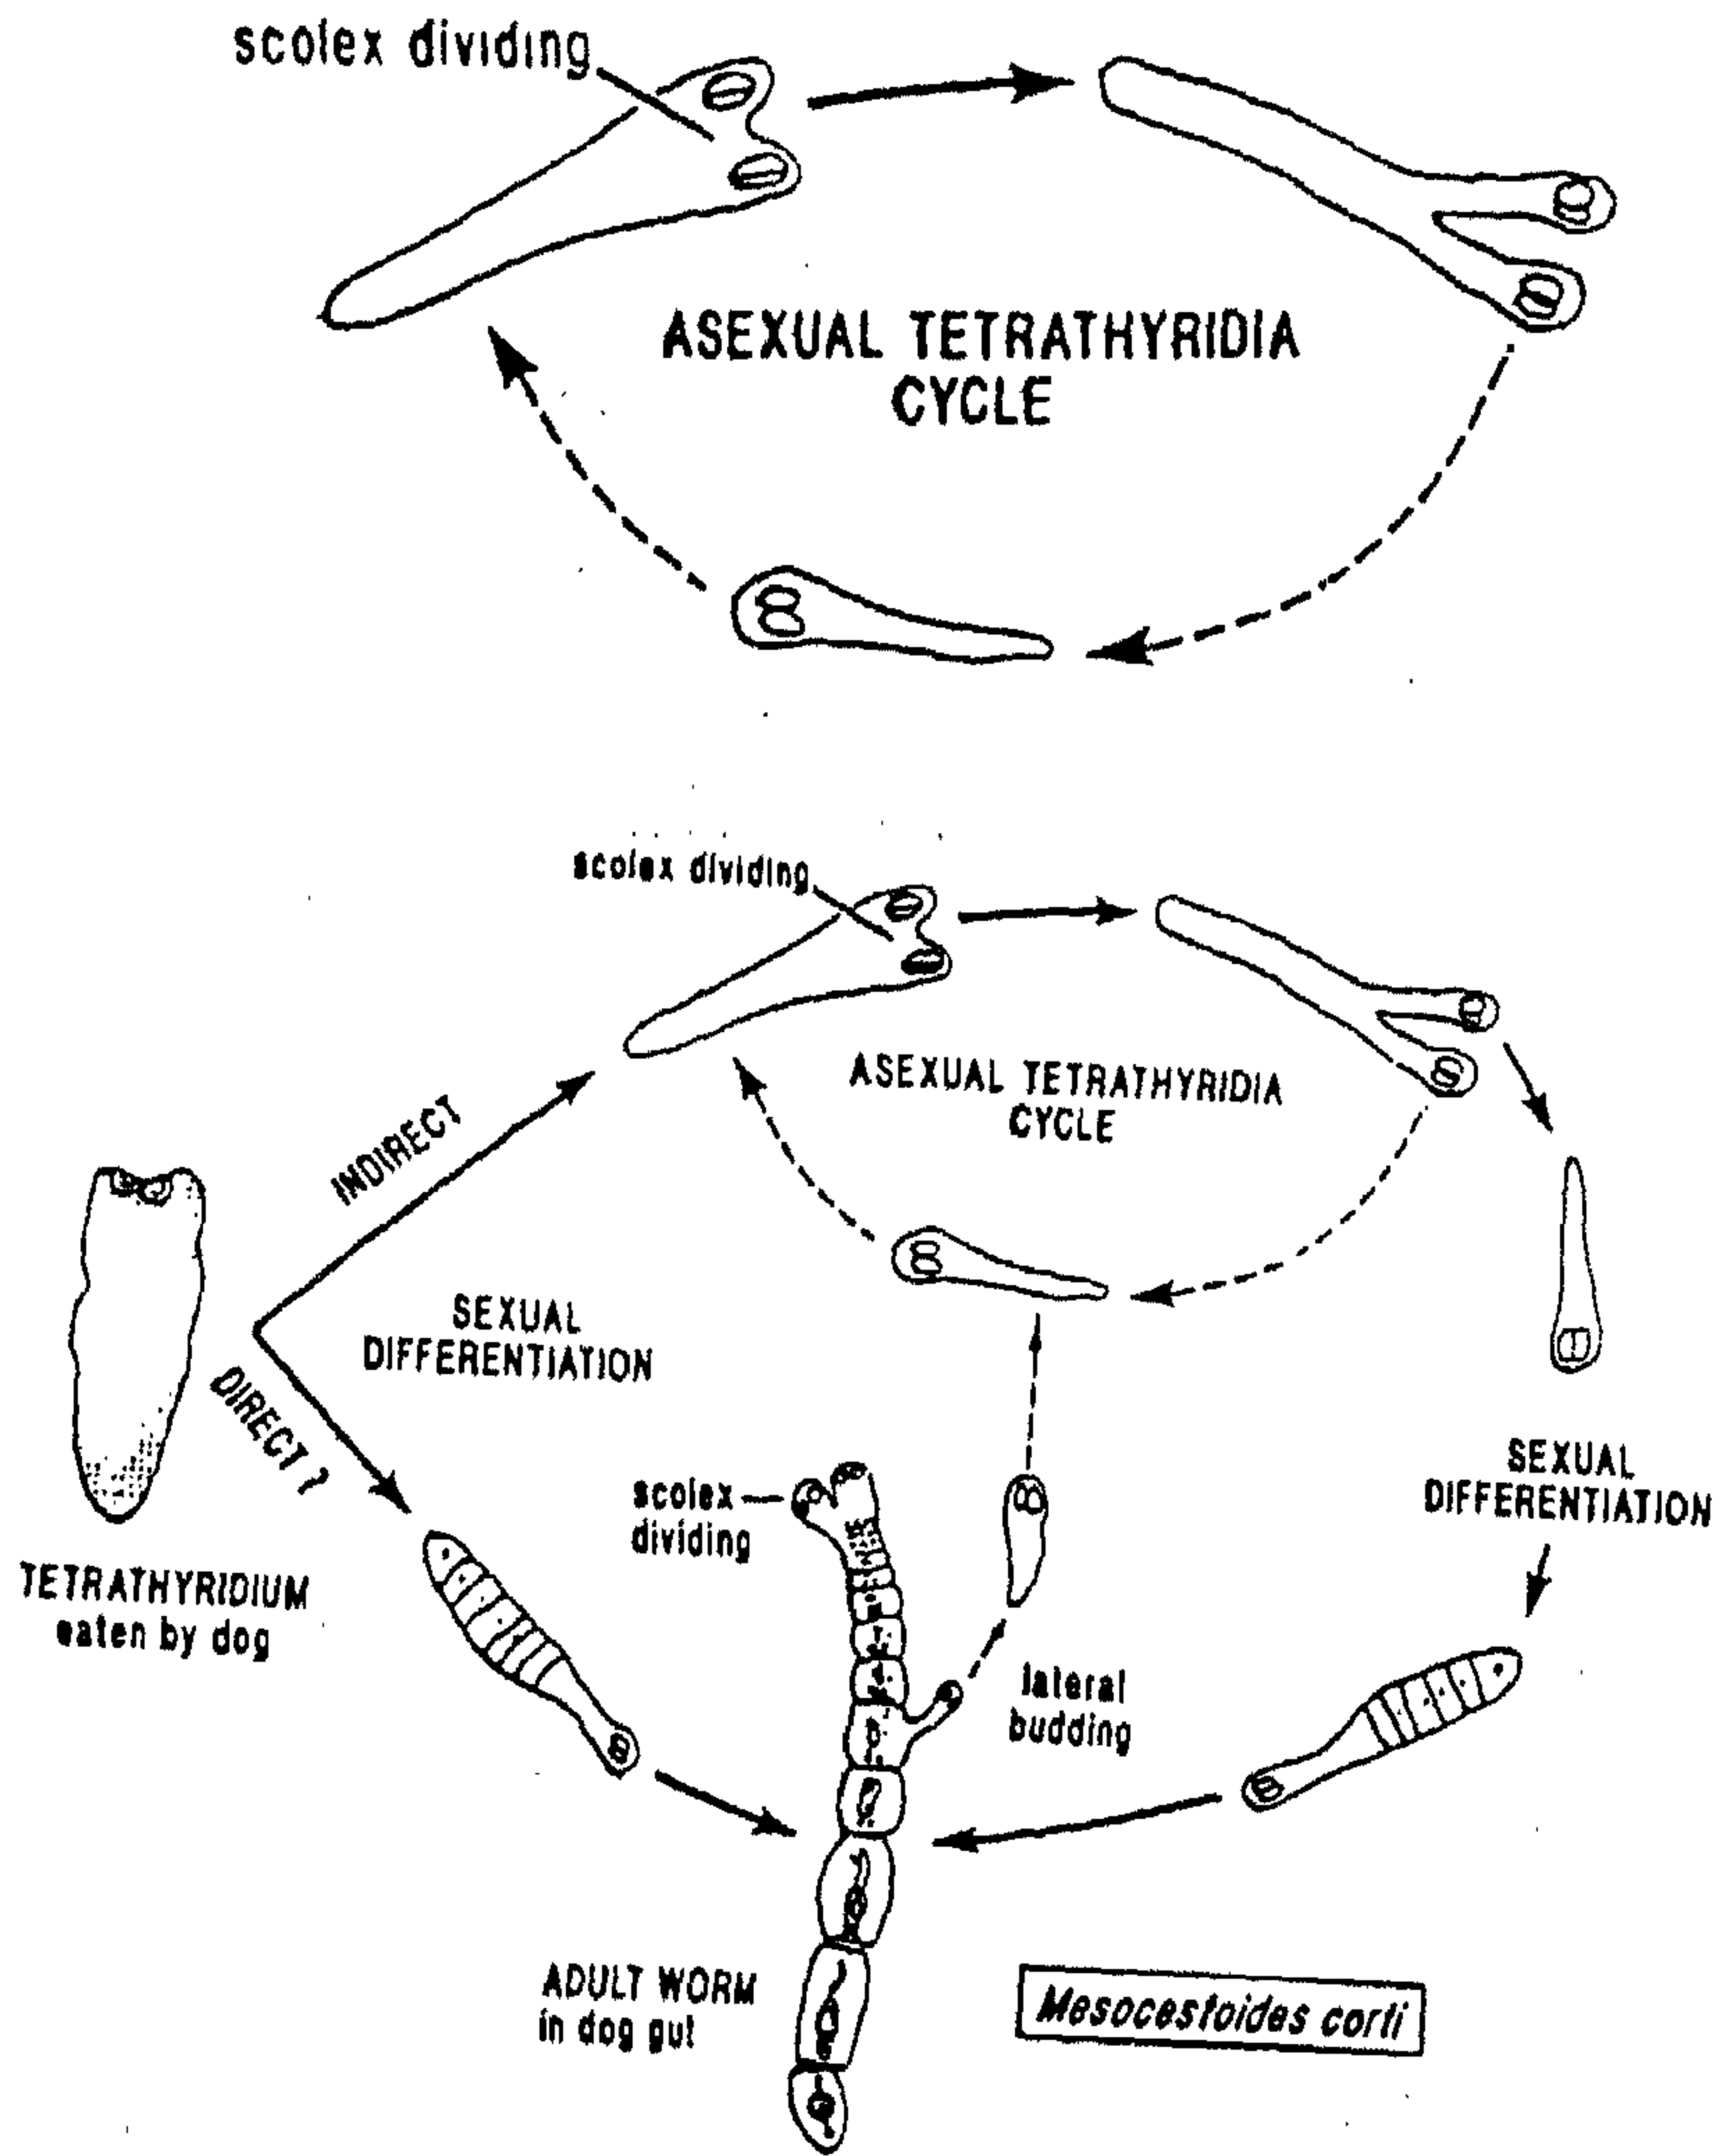 scolex dividing
ASEXUAL TETRATHYRIDIA
CYCLE
scolex dividing
ASEXUAL TETRATHYRIDIA
CYCLE
INDIRECT
SEXUAL
DIFFERENTIATION
DIRECT?
TETRATHYRIDIUM
eaten by dog
scolex
dividing
lateral
budding
SEXUAL
DIFFERENTIATION
ADULT WORM
in dog gut
Mesocestoides corti